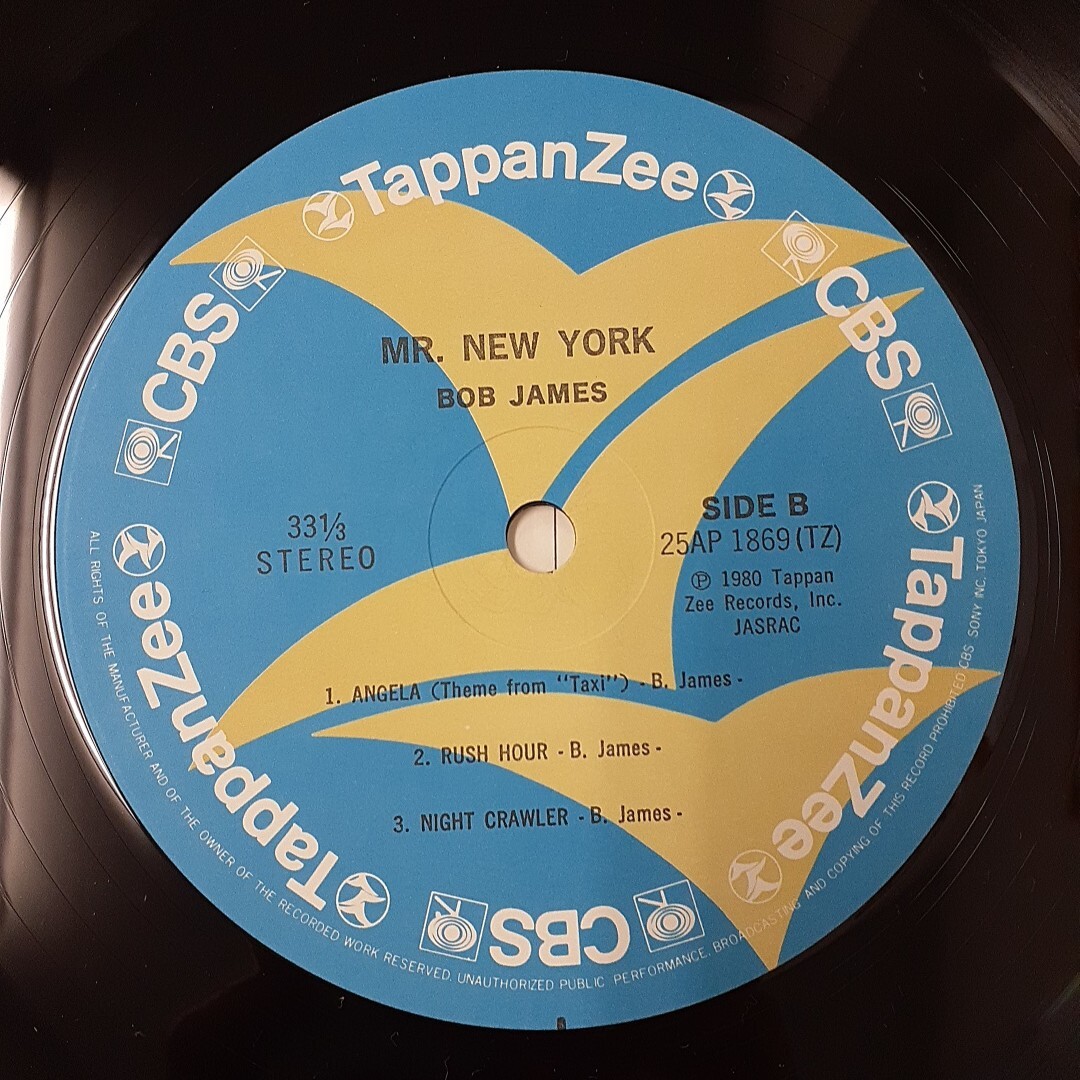 TappanZee
CBS
CBS
MR. NEW YORK
BOB JAMES
33⅓
STEREO
SIDE B
25AP 1869 (TZ)
Ⓟ 1980 Tappan
Zee Records, Inc.
JASRAC
1. ANGELA (Theme from "Taxi") - B. James -
2. RUSH HOUR - B. James -
3. NIGHT CRAWLER - B. James -
TappanZee
TappanZee
CBS
ALL RIGHTS OF THE MANUFACTURER AND OF THE OWNER OF THE RECORDED WORK RESERVED. UNAUTHORIZED PUBLIC PERFORMANCE. BROADCASTING AND COPYING OF THIS RECORD PROHIBITED CBS SONY INC. TOKYO JAPAN